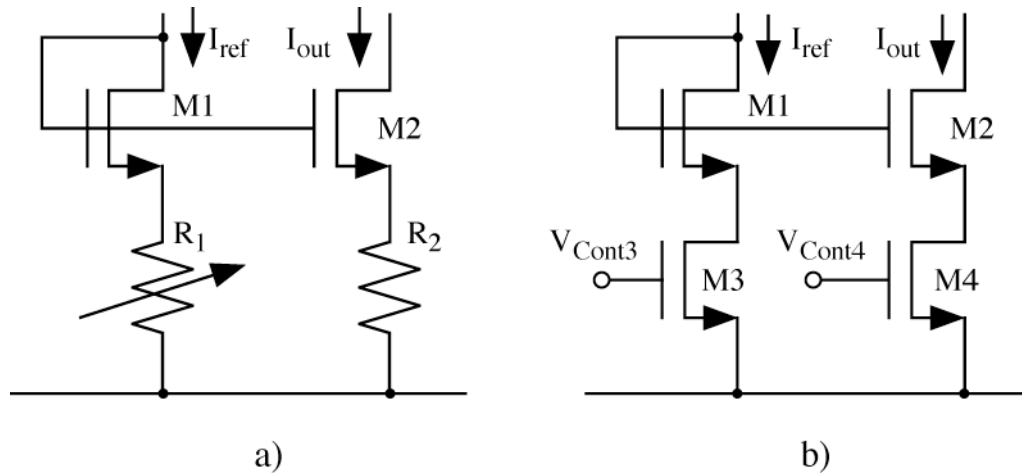 I_ref I_out I_ref I_out
M1 M2 M1 M2
R_1 R_2 V_Cont3 V_Cont4
M3 M4
a) b)